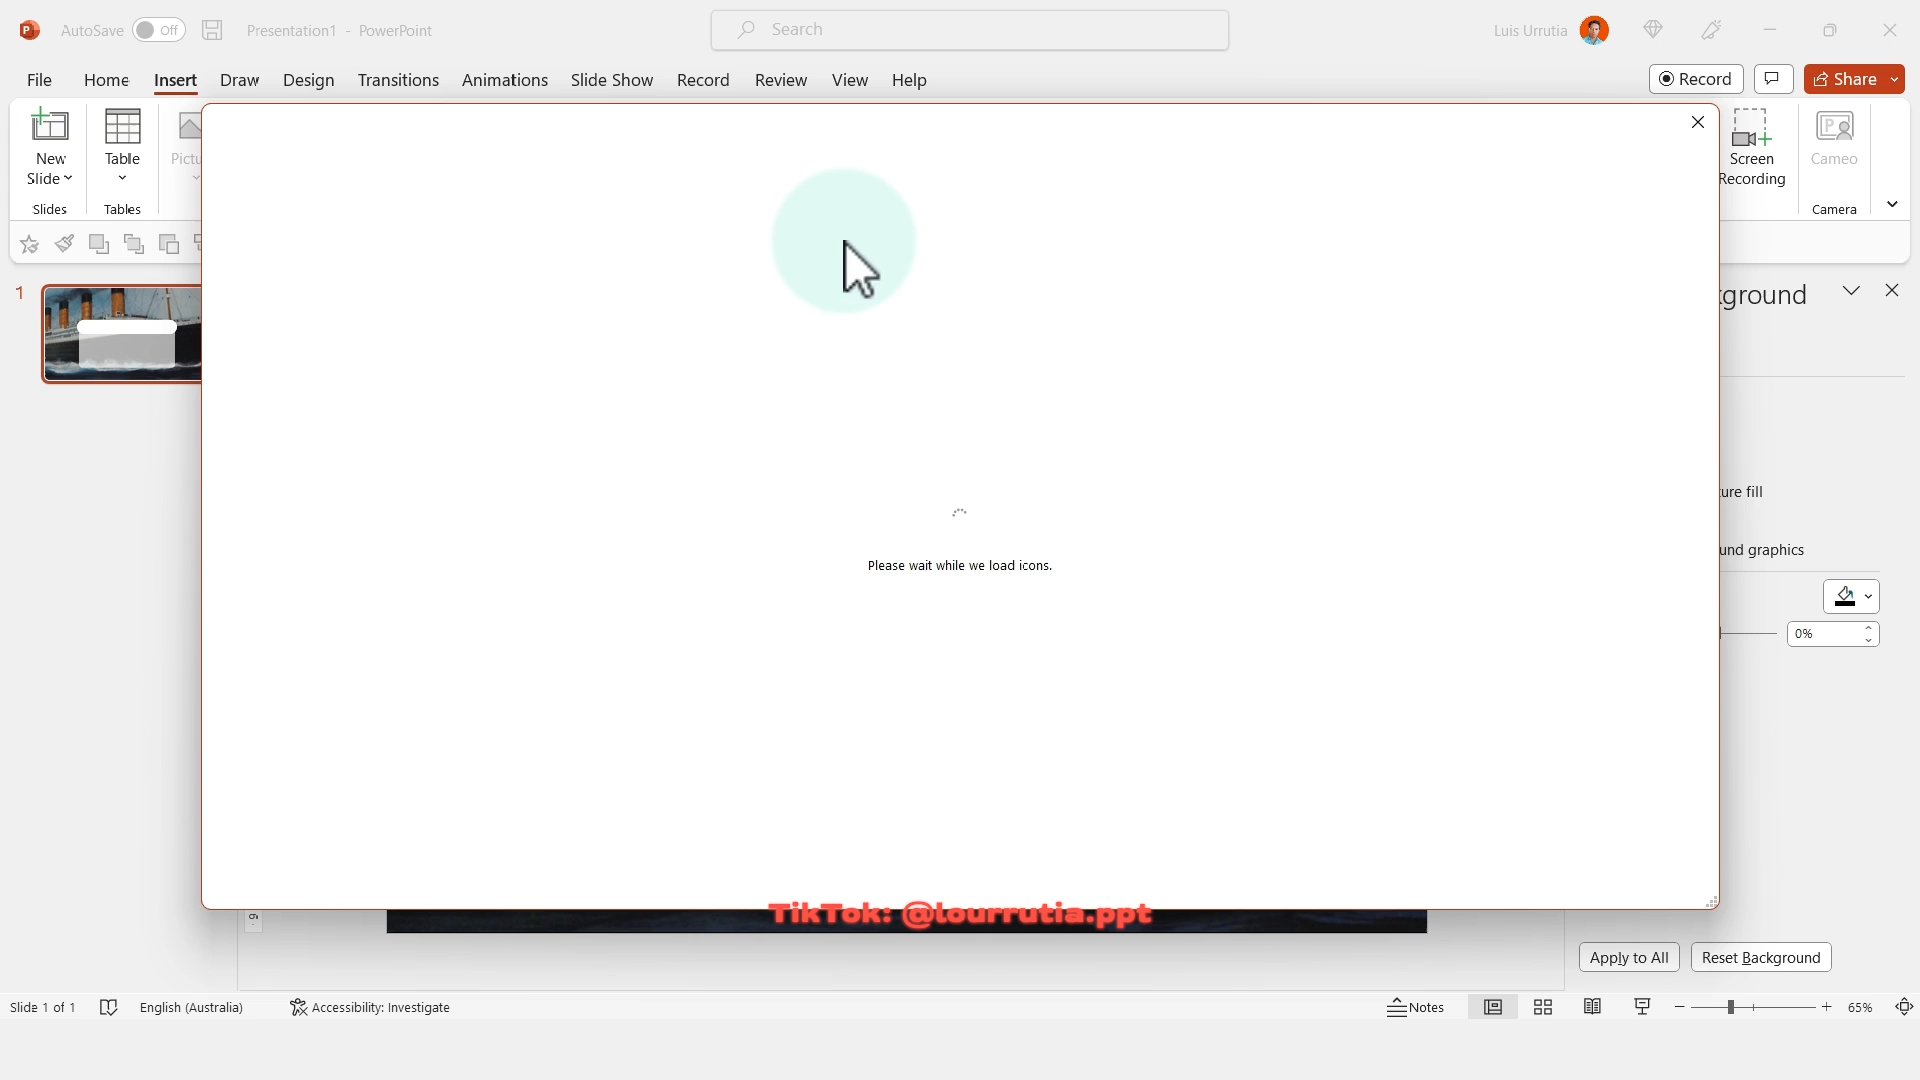 AutoSave Off Presentation1 - PowerPoint Search Luis Urrutia
File Home Insert Draw Design Transitions Animations Slide Show Record Review View Help Record Share
New Slide
Table
Screen Recording
Cameo
Slides
Tables
Camera
1
ure fill
Please wait while we load icons.
0%
TikTok: @lourrutia.ppt
Apply to All Reset Background
Slide 1 of 1 English (Australia) Accessibility: Investigate Notes 65%